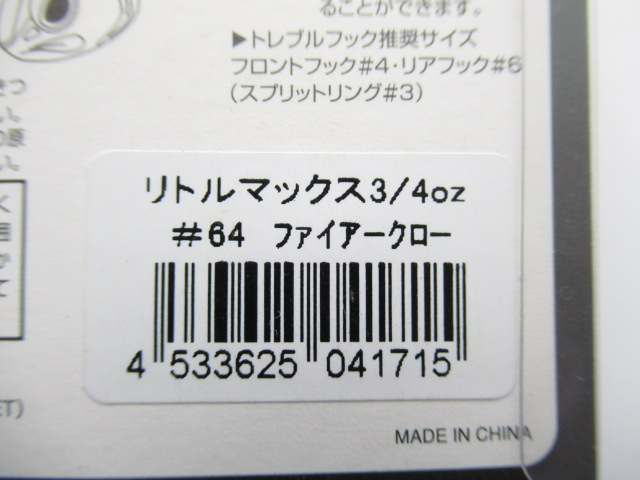 ることができます。
▶トレブルフック推奨サイズ
フロントフック#4・リアフック#6
(スプリットリング#3)
リトルマックス3/4oz
#64 ファイアークロー
4 533625 041715
MADE IN CHINA